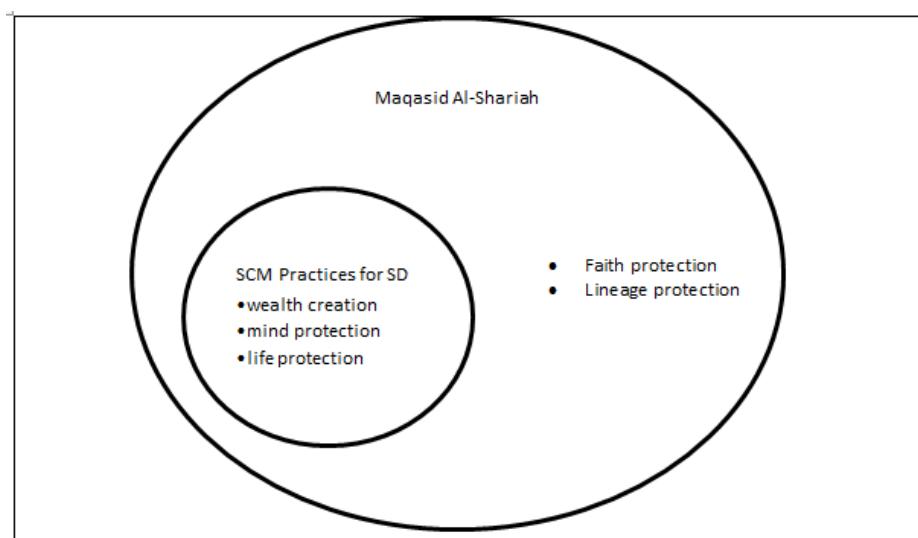 Maqasid Al-Shariah
SCM Practices for SD
•wealth creation
•mind protection
•life protection
• Faith protection
• Lineage protection